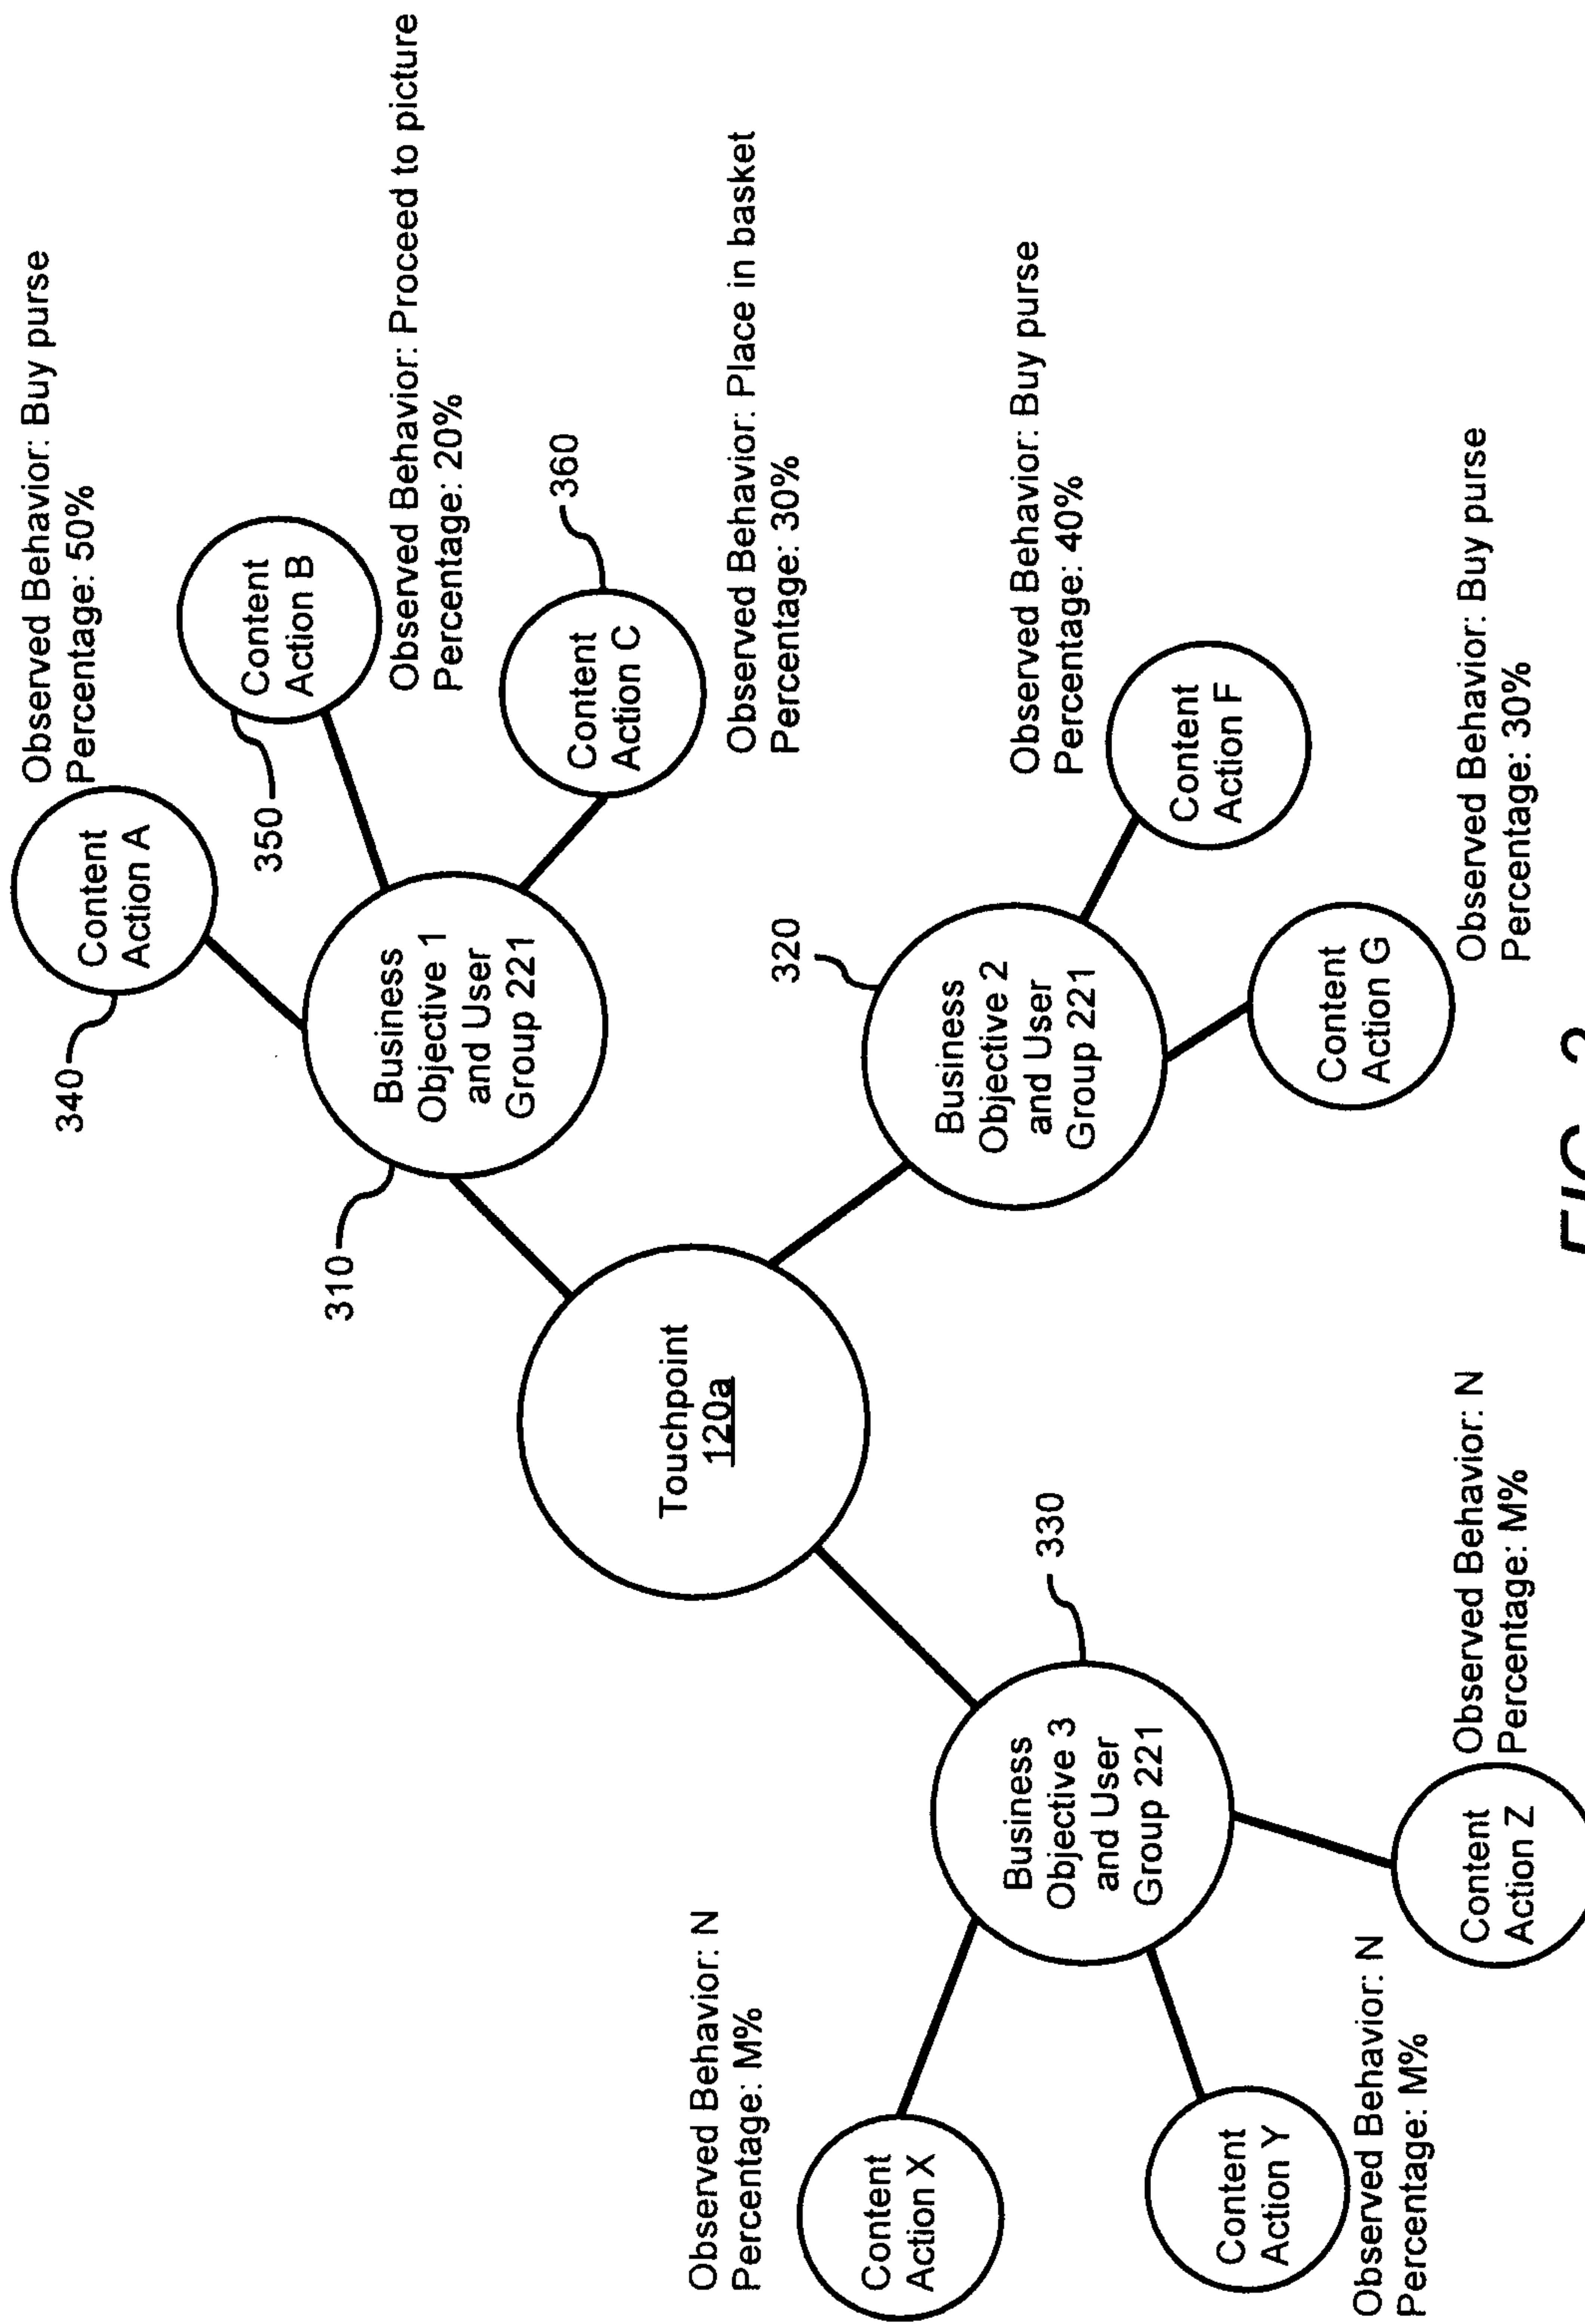 Observed Behavior: Buy purse
Percentage: 50%
Content
Action A
340
Content
Action B
350
Observed Behavior: Proceed to picture
Percentage: 20%
310
Business
Objective 1
and User
Group 221
Content
Action C
360
Observed Behavior: Place in basket
Percentage: 30%
Touchpoint
120a
320
Business
Objective 2
and User
Group 221
Observed Behavior: Buy purse
Percentage: 40%
Content
Action F
Content
Action G
Observed Behavior: Buy purse
Percentage: 30%
Observed Behavior: N
Percentage: M%
Content
Action X
330
Business
Objective 3
and User
Group 221
Content
Action Y
Observed Behavior: N
Percentage: M%
Observed Behavior: N
Percentage: M%
Content
Action Z
FIG